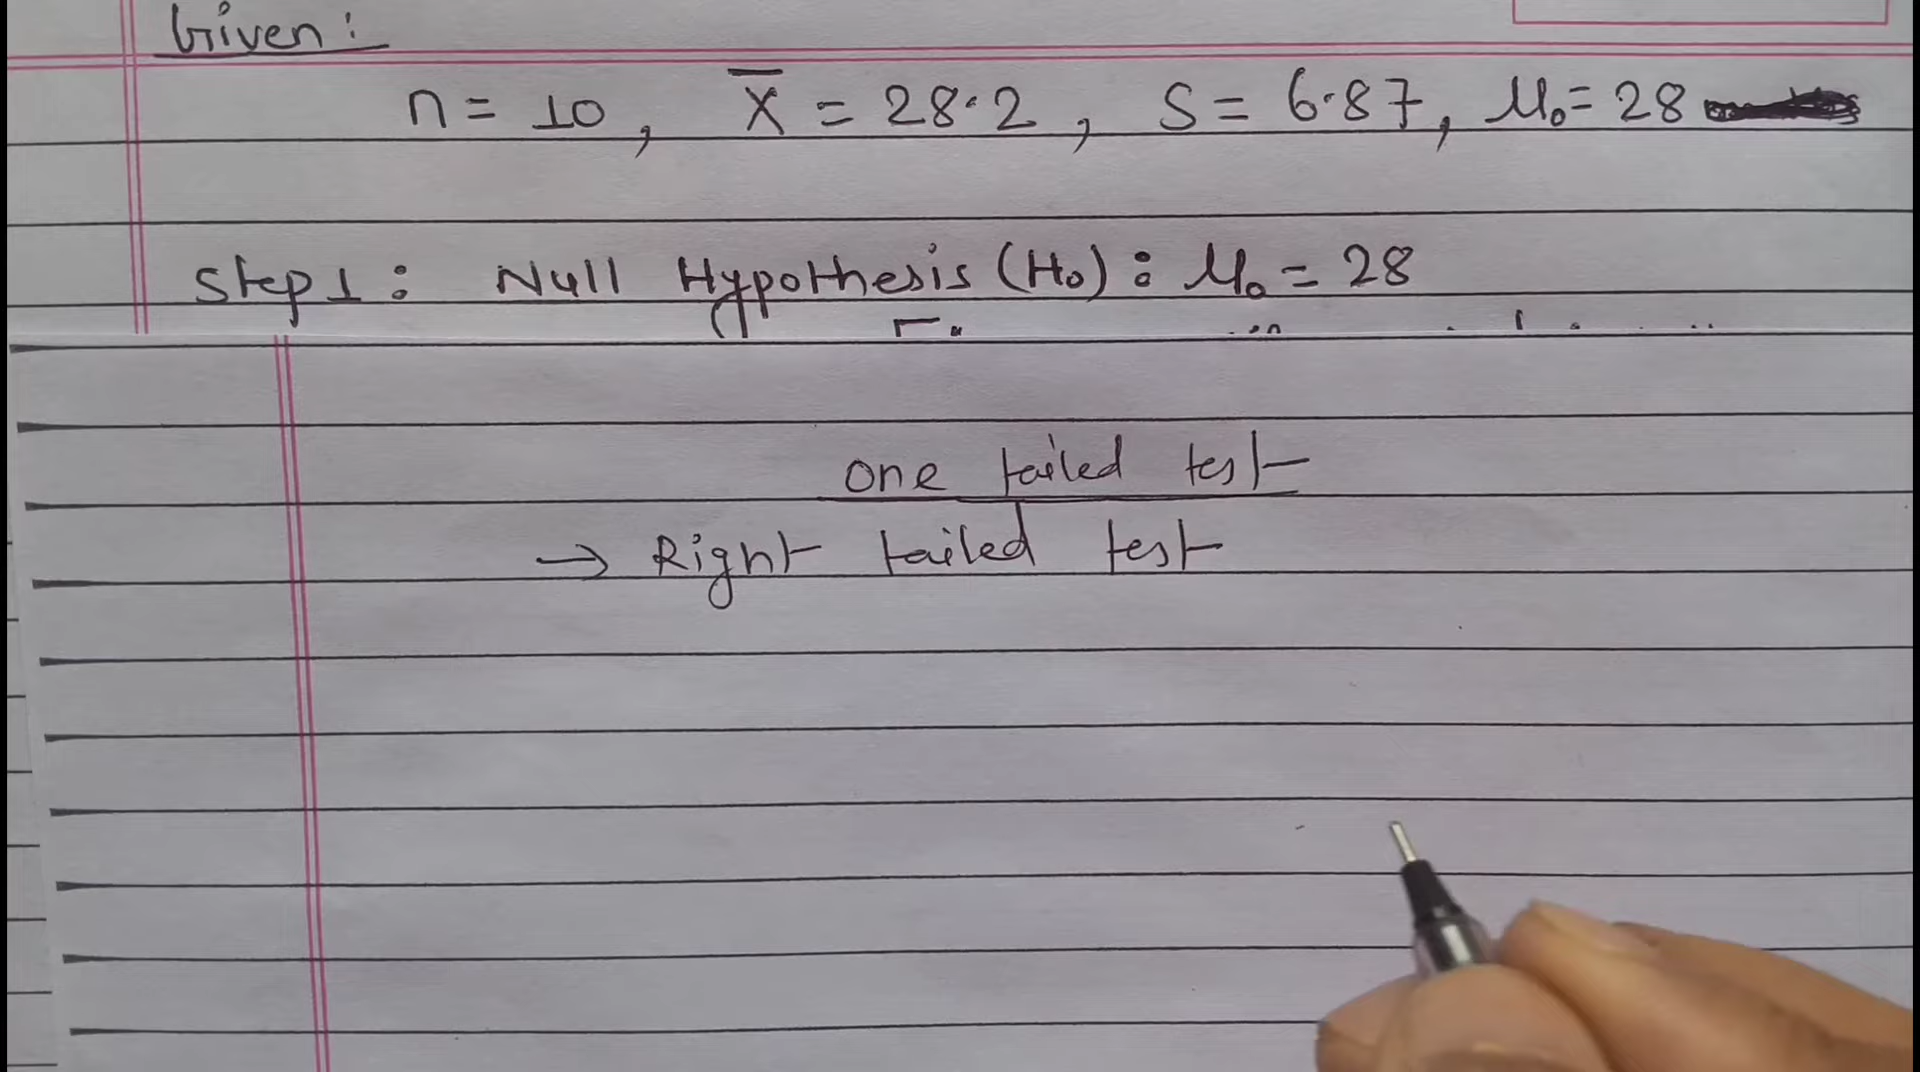 Given:
n = 10, x̄ = 28.2, S = 6.87, μ₀ = 28
Step 1: Null Hypothesis (H₀): μ₀ = 28
One tailed test
→ Right tailed test